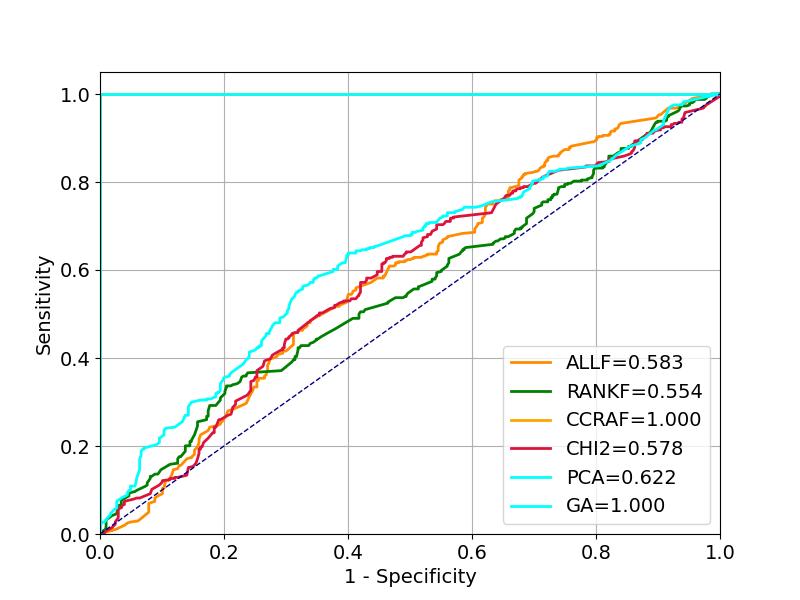 1.0
0.8
0.6
0.4
0.2
0.0
Sensitivity
ALLF=0.583
RANKF=0.554
CCRAF=1.000
CHI2=0.578
PCA=0.622
GA=1.000
0.0 0.2 0.4 0.6 0.8 1.0
1 - Specificity